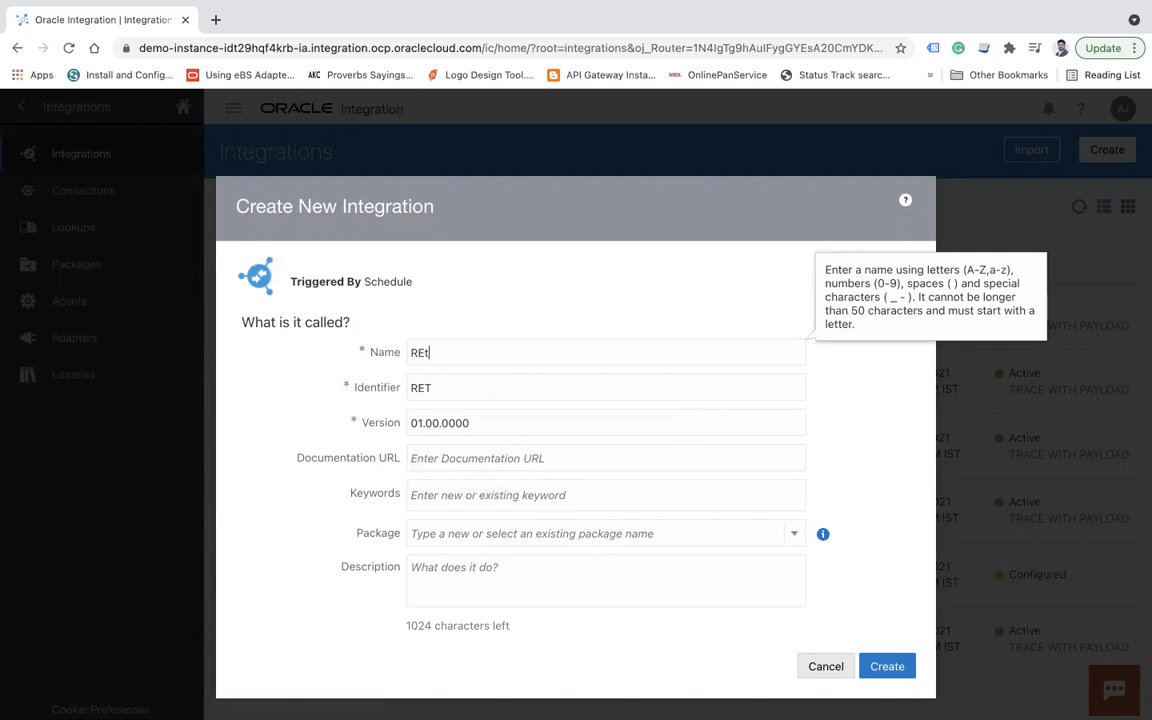 Oracle Integration | Integration
demo-instance-idt29hqf4krb-ia.integration.ocp.oraclecloud.com/ic/home/?root=integrations&oj_Router=1N4IgTg9hAulFygGYEsA20CmYDK...
Update
Apps
Install and Config...
Using eBS Adapte...
AKC Proverbs Sayings...
Logo Design Tool....
API Gateway Insta...
OnlinePanService
Status Track searc...
»
Other Bookmarks
Reading List
Integrations
ORACLE Integration
?
AJ
Integrations
Connections
Lookups
Packages
Agents
Adapters
Libraries
Cookie Preferences
Integrations
Import
Create
Create New Integration
?
Triggered By Schedule
What is it called?
* Name REt
* Identifier RET
* Version 01.00.0000
Documentation URL Enter Documentation URL
Keywords Enter new or existing keyword
Package Type a new or select an existing package name
Description What does it do?
1024 characters left
Cancel
Create
Enter a name using letters (A-Z,a-z),
numbers (0-9), spaces ( ) and special
characters ( _ - ). It cannot be longer
than 50 characters and must start with a
letter.
TRACE WITH PAYLOAD
21 Active
M IST TRACE WITH PAYLOAD
21 Active
M IST TRACE WITH PAYLOAD
21 Active
M IST TRACE WITH PAYLOAD
21
M IST Configured
21 Active
M IST TRACE WITH PAYLOAD